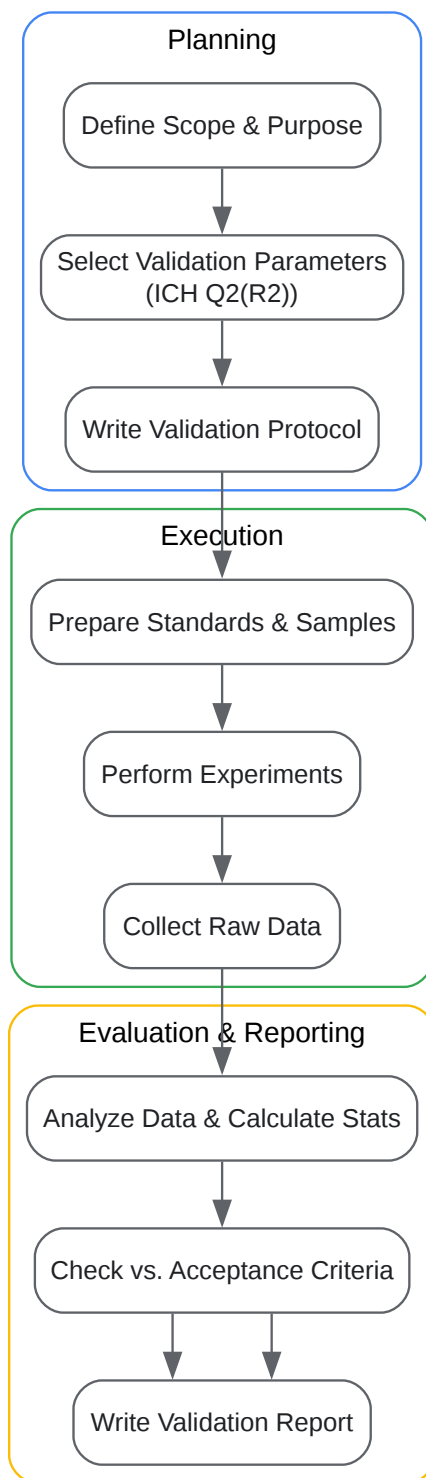 Planning
Define Scope & Purpose
Select Validation Parameters
(ICH Q2(R2))
Write Validation Protocol
Execution
Prepare Standards & Samples
Perform Experiments
Collect Raw Data
Evaluation & Reporting
Analyze Data & Calculate Stats
Check vs. Acceptance Criteria
Write Validation Report